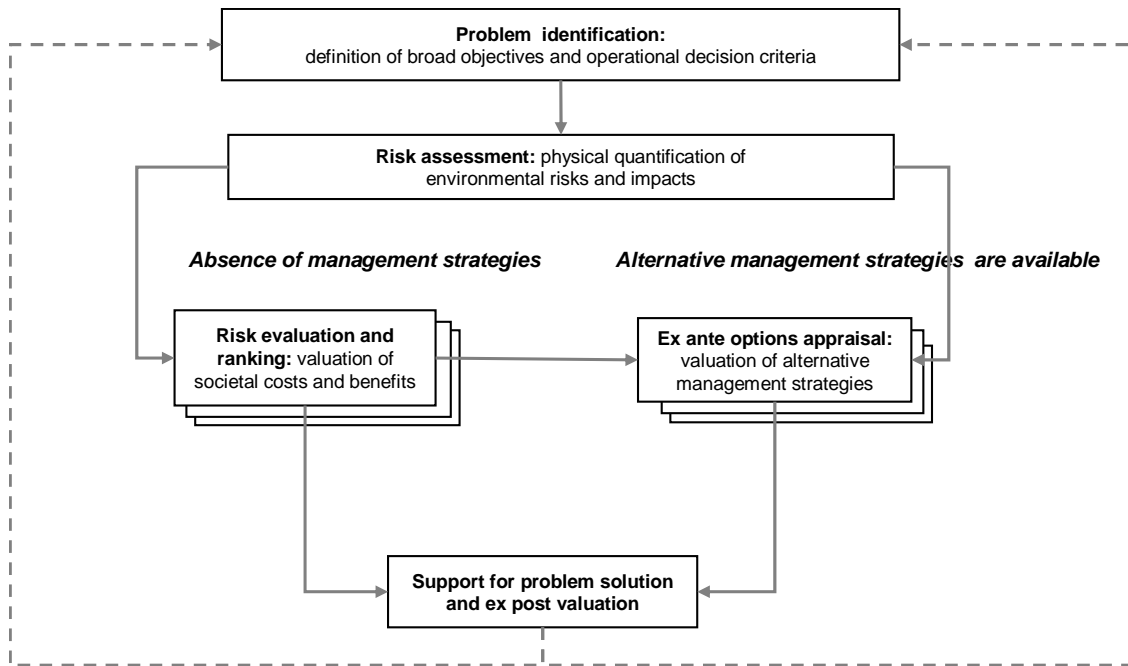 Problem identification:
definition of broad objectives and operational decision criteria
Risk assessment: physical quantification of
environmental risks and impacts
Absence of management strategies
Alternative management strategies are available
Risk evaluation and
ranking: valuation of
societal costs and benefits
Ex ante options appraisal:
valuation of alternative
management strategies
Support for problem solution
and ex post valuation